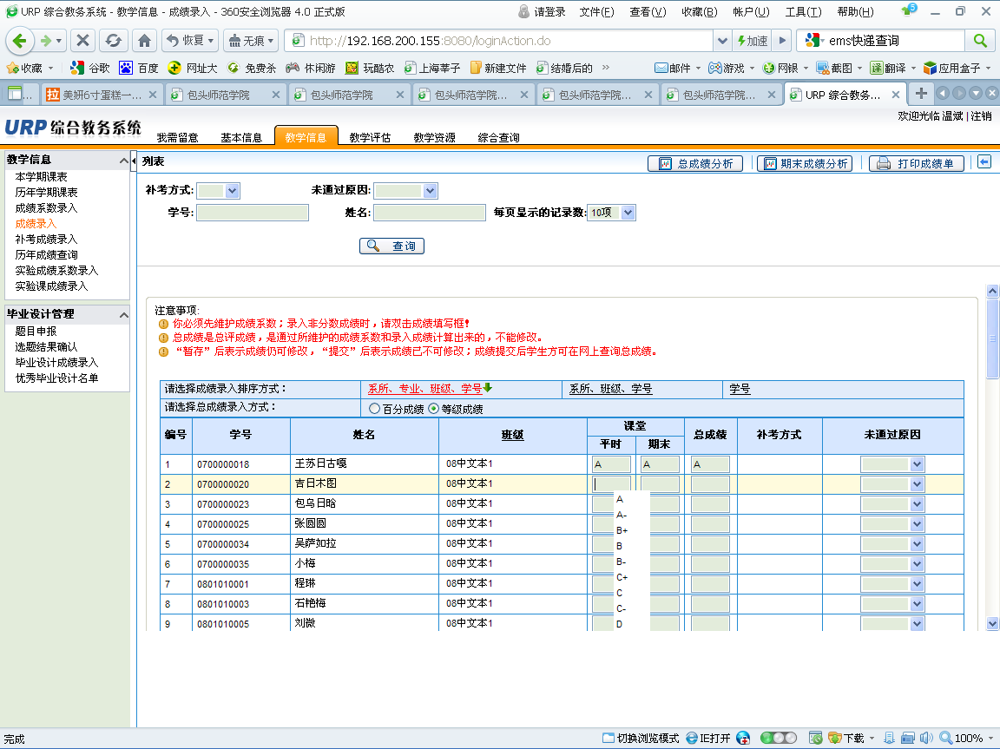 URP 综合教务系统 - 教学信息 - 成绩录入 - 360安全浏览器 4.0 正式版
请登录 文件(F) 查看(V) 收藏(B) 帐户(U) 工具(T) 帮助(H) 5
恢复 无痕 http://192.168.200.155:8080/loginAction.do 加速 ems快递查询
收藏 谷歌 百度 网址大 免费杀 休闲游 玩酷农 上海莘子 新建文件 结婚后的 » 邮件 游戏 网银 截图 译 翻译 应用盒子
... 拉 美妍6寸蛋糕一... 包头师范学院 包头师范学院 包头师范学院... 包头师范学院... 包头师范学院... URP 综合教务...
欢迎光临 温斌 | 注销
URP 综合教务系统 我需留意 基本信息 教学信息 教学评估 教学资源 综合查询
教学信息
本学期课表
历年学期课表
成绩系数录入
成绩录入
补考成绩录入
历年成绩查询
实验成绩系数录入
实验课成绩录入
毕业设计管理
题目申报
选题结果确认
毕业设计成绩录入
优秀毕业设计名单
列表 总成绩分析 期末成绩分析 打印成绩单
补考方式: 未通过原因:
学号: 姓名: 每页显示的记录数: 10项
查询
注意事项:
你必须先维护成绩系数；录入非分数成绩时，请双击成绩填写框!
总成绩是总评成绩，是通过所维护的成绩系数和录入成绩计算出来的，不能修改。
“暂存”后表示成绩仍可修改，“提交”后表示成绩已不可修改；成绩提交后学生方可在网上查询总成绩。
请选择成绩录入排序方式： 系所、专业、班级、学号 系所、班级、学号 学号
请选择总成绩录入方式： 百分成绩 等级成绩
编号 学号 姓名 班级 课堂 总成绩 补考方式 未通过原因
平时 期末
1 0700000018 王苏日古嘎 08中文本1 A A A
2 0700000020 吉日木图 08中文本1
3 0700000023 包乌日晗 08中文本1
4 0700000025 张圆圆 08中文本1
5 0700000034 吴萨如拉 08中文本1
6 0700000035 小梅 08中文本1
7 0801010001 程琳 08中文本1
8 0801010003 石艳梅 08中文本1
9 0801010005 刘微 08中文本1
A
A-
B+
B
B-
C+
C
C-
D
完成 切换浏览模式 IE打开 下载 100%